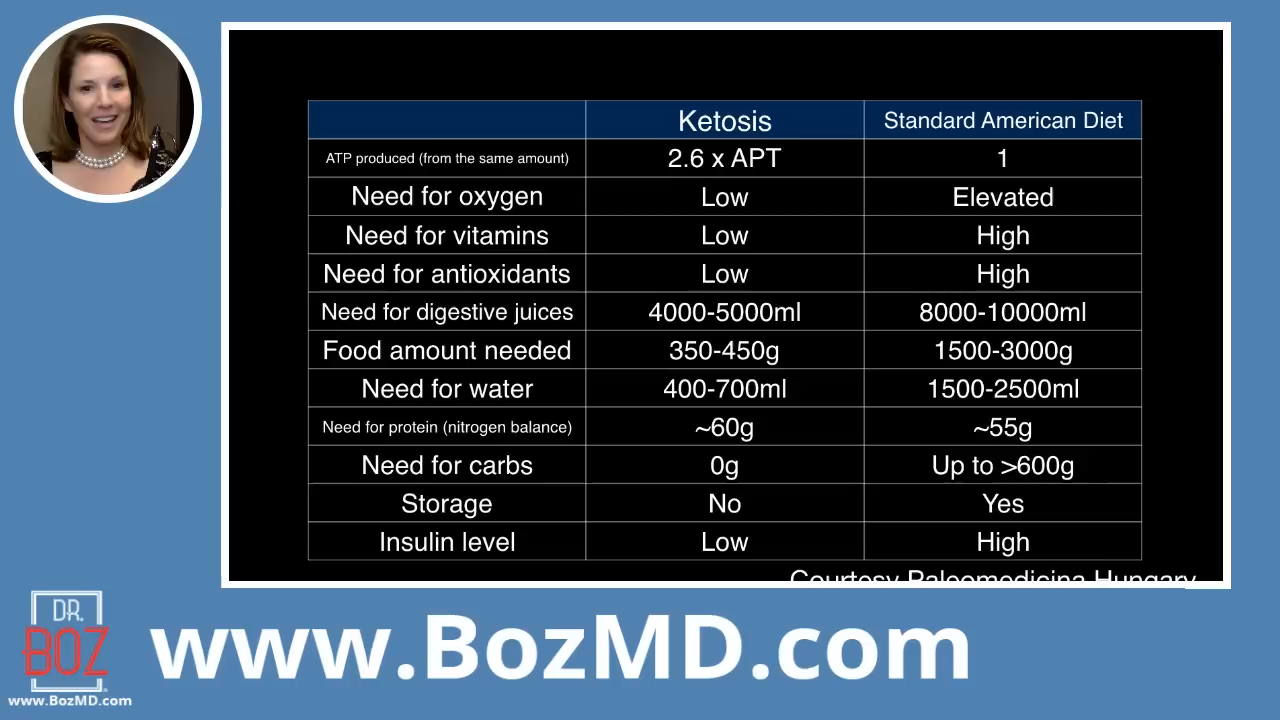 Ketosis Standard American Diet
ATP produced (from the same amount) 2.6 x APT 1
Need for oxygen Low Elevated
Need for vitamins Low High
Need for antioxidants Low High
Need for digestive juices 4000-5000ml 8000-10000ml
Food amount needed 350-450g 1500-3000g
Need for water 400-700ml 1500-2500ml
Need for protein (nitrogen balance) ~60g ~55g
Need for carbs 0g Up to >600g
Storage No Yes
Insulin level Low High
Courtesy Paleomedicina Hungary
DR.
BOZ
www.BozMD.com
www.BozMD.com